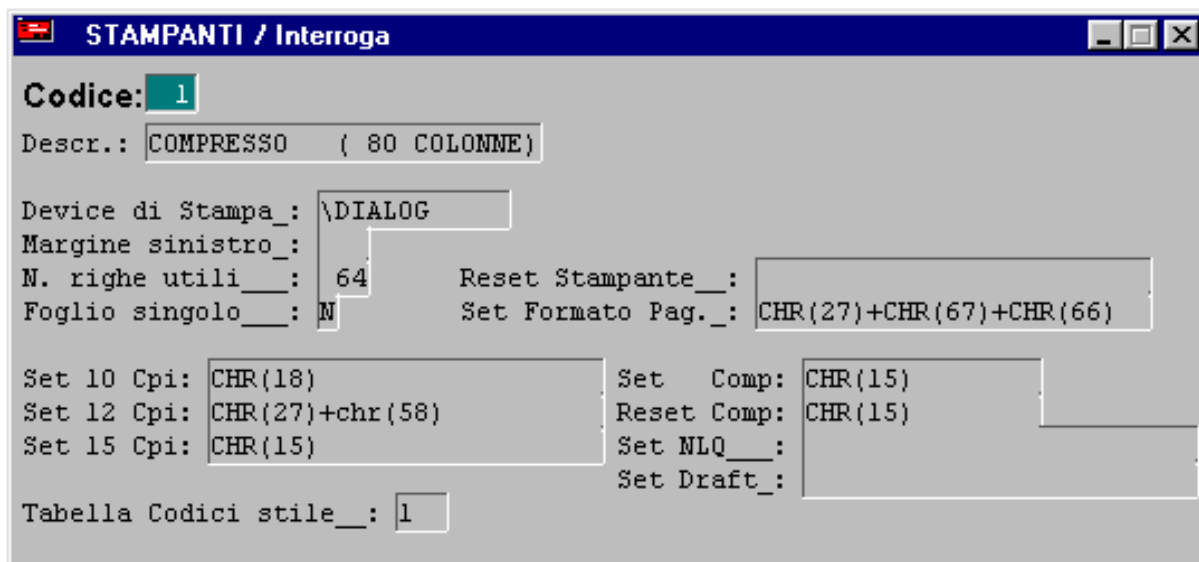 STAMPANTI / Interroga
Codice: 1
Descr.: COMPRESSO ( 80 COLONNE)
Device di Stampa_: \DIALOG
Margine sinistro_:
N. righe utili___: 64 Reset Stampante__:
Foglio singolo___: N Set Formato Pag._: CHR(27)+CHR(67)+CHR(66)
Set 10 Cpi: CHR(18) Set Comp: CHR(15)
Set 12 Cpi: CHR(27)+chr(58) Reset Comp: CHR(15)
Set 15 Cpi: CHR(15) Set NLQ___:
Set Draft_:
Tabella Codici stile__: 1